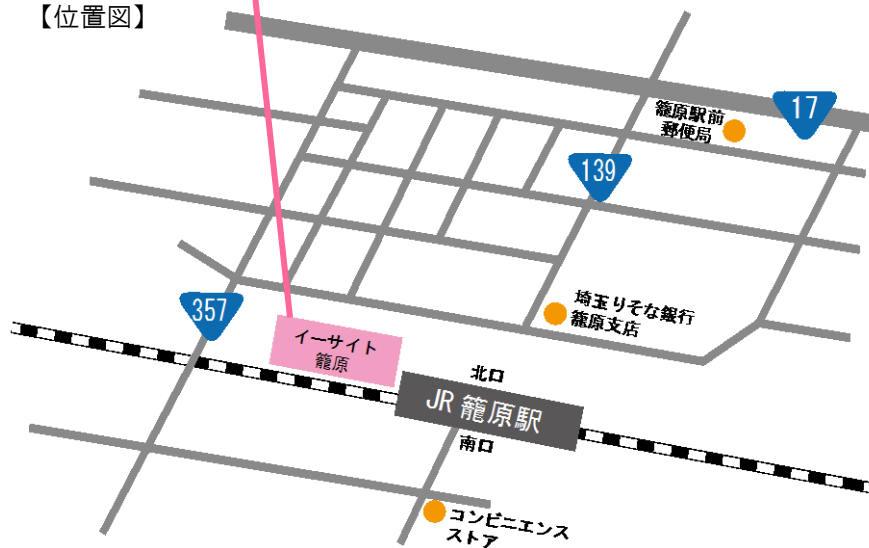 【位置図】
17
籠原駅前
郵便局
139
埼玉りそな銀行
籠原支店
357
イーサイト
籠原
北口
JR 籠原駅
南口
コンビニエンス
ストア